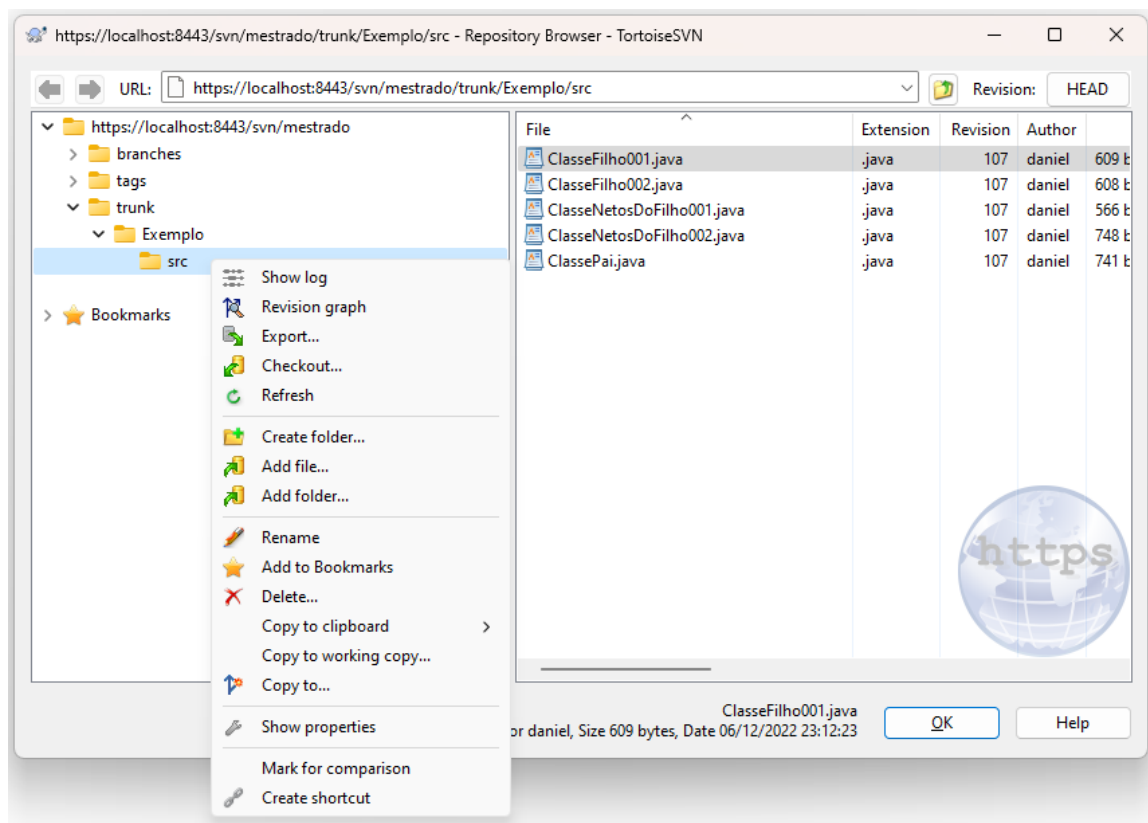 https://localhost:8443/svn/mestrado/trunk/Exemplo/src - Repository Browser - TortoiseSVN
URL: https://localhost:8443/svn/mestrado/trunk/Exemplo/src Revision: HEAD
https://localhost:8443/svn/mestrado
branches
tags
trunk
Exemplo
src
Bookmarks
File Extension Revision Author
ClasseFilho001.java .java 107 daniel 609 b
ClasseFilho002.java .java 107 daniel 608 b
ClasseNetosDoFilho001.java .java 107 daniel 566 b
ClasseNetosDoFilho002.java .java 107 daniel 748 b
ClassePai.java .java 107 daniel 741 b
Show log
Revision graph
Export...
Checkout...
Refresh
Create folder...
Add file...
Add folder...
Rename
Add to Bookmarks
Delete...
Copy to clipboard
Copy to working copy...
Copy to...
Show properties
Mark for comparison
Create shortcut
https
ClasseFilho001.java
or daniel, Size 609 bytes, Date 06/12/2022 23:12:23
OK Help